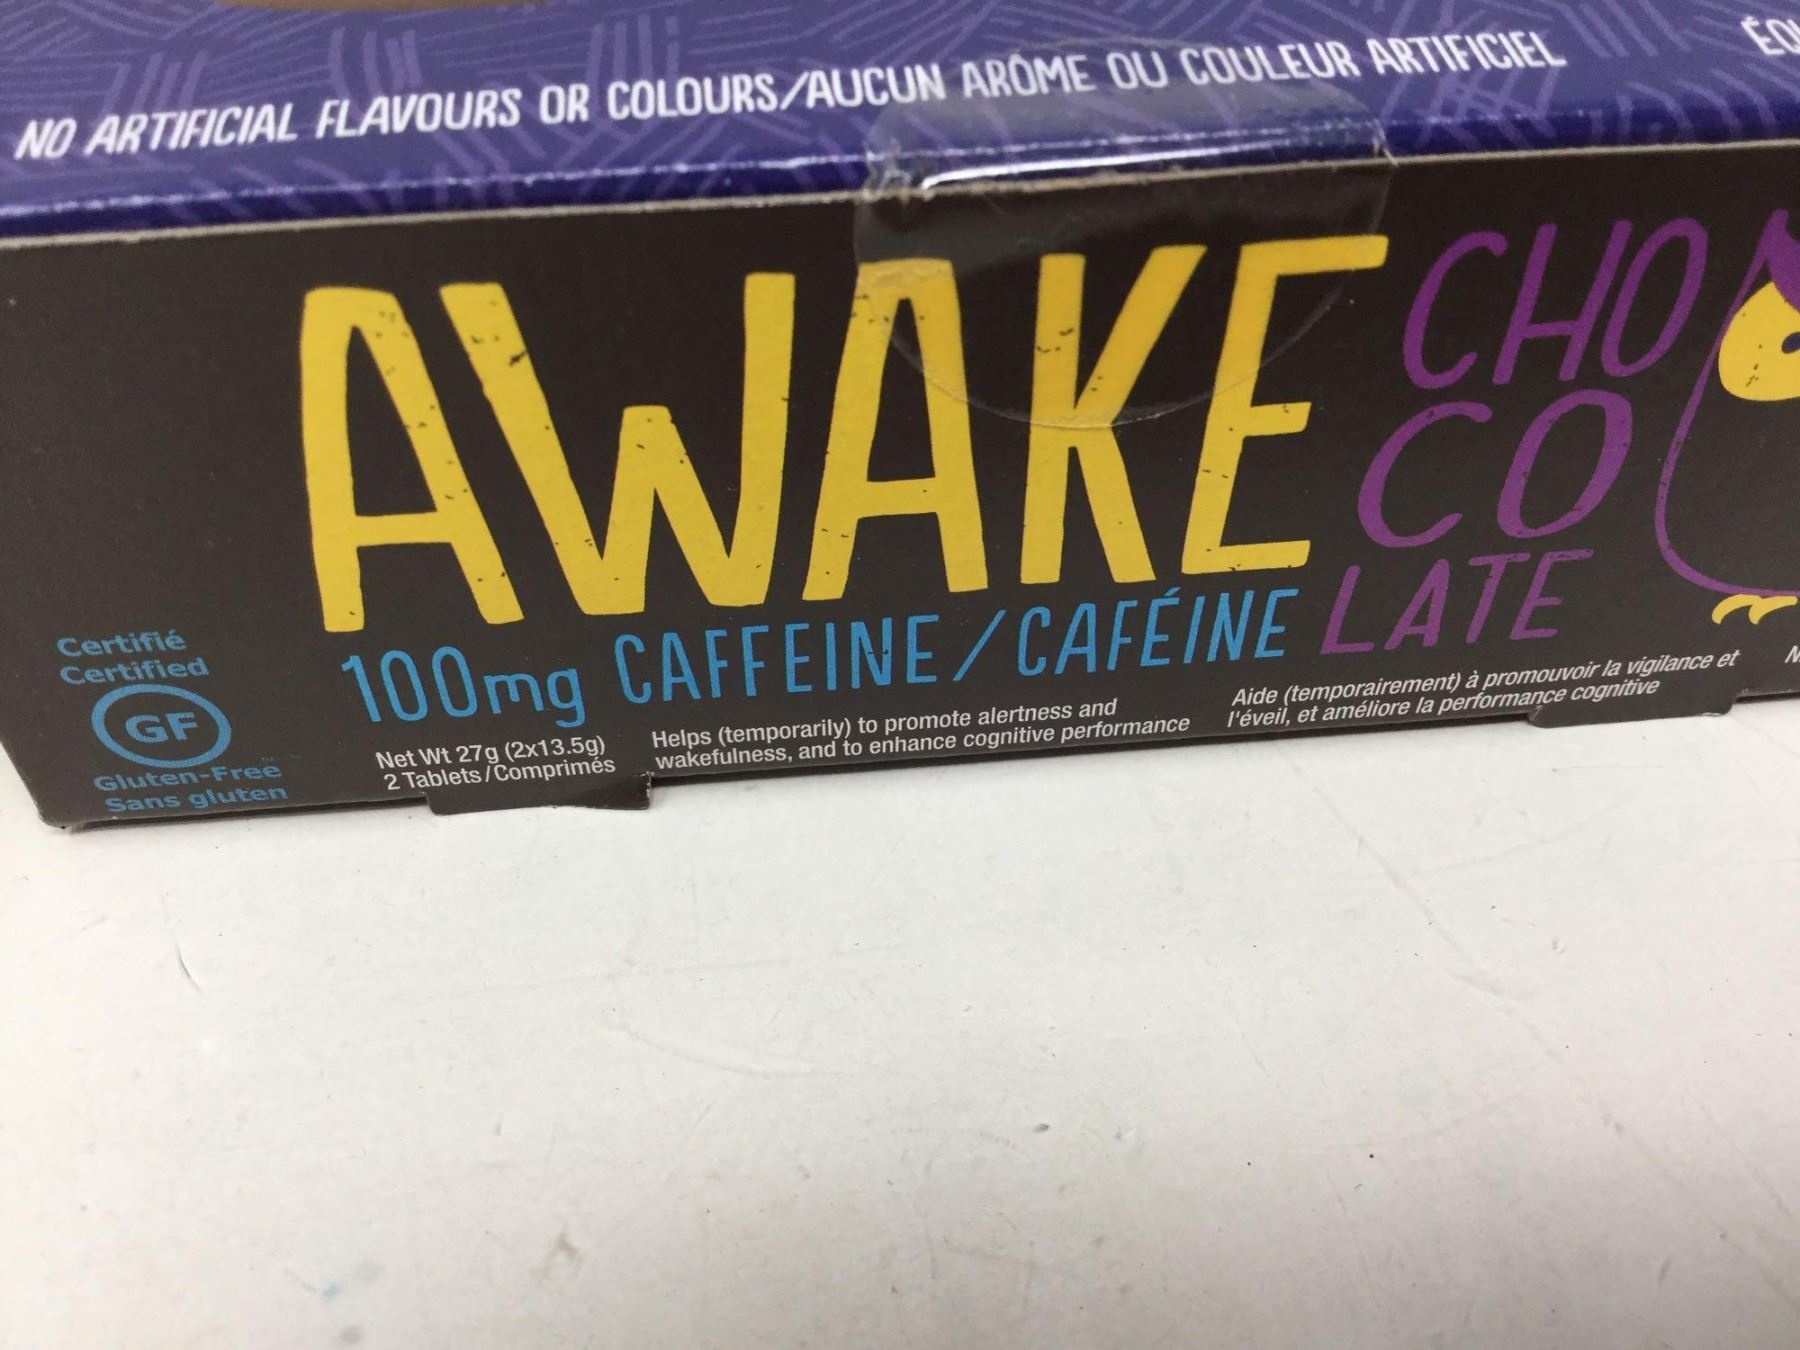 NO ARTIFICIAL FLAVOURS OR COLOURS/AUCUN ARÔME OU COULEUR ARTIFICIEL
AWAKE
CHO
CO
LATE
100mg CAFFEINE/CAFÉINE
Certifié
Certified
GF
Gluten-Free
Sans gluten
Net Wt 27g (2x13.5g)
2 Tablets/Comprimés
Helps (temporarily) to promote alertness and
wakefulness, and to enhance cognitive performance
Aide (temporairement) à promouvoir la vigilance et
l'éveil, et améliore la performance cognitive